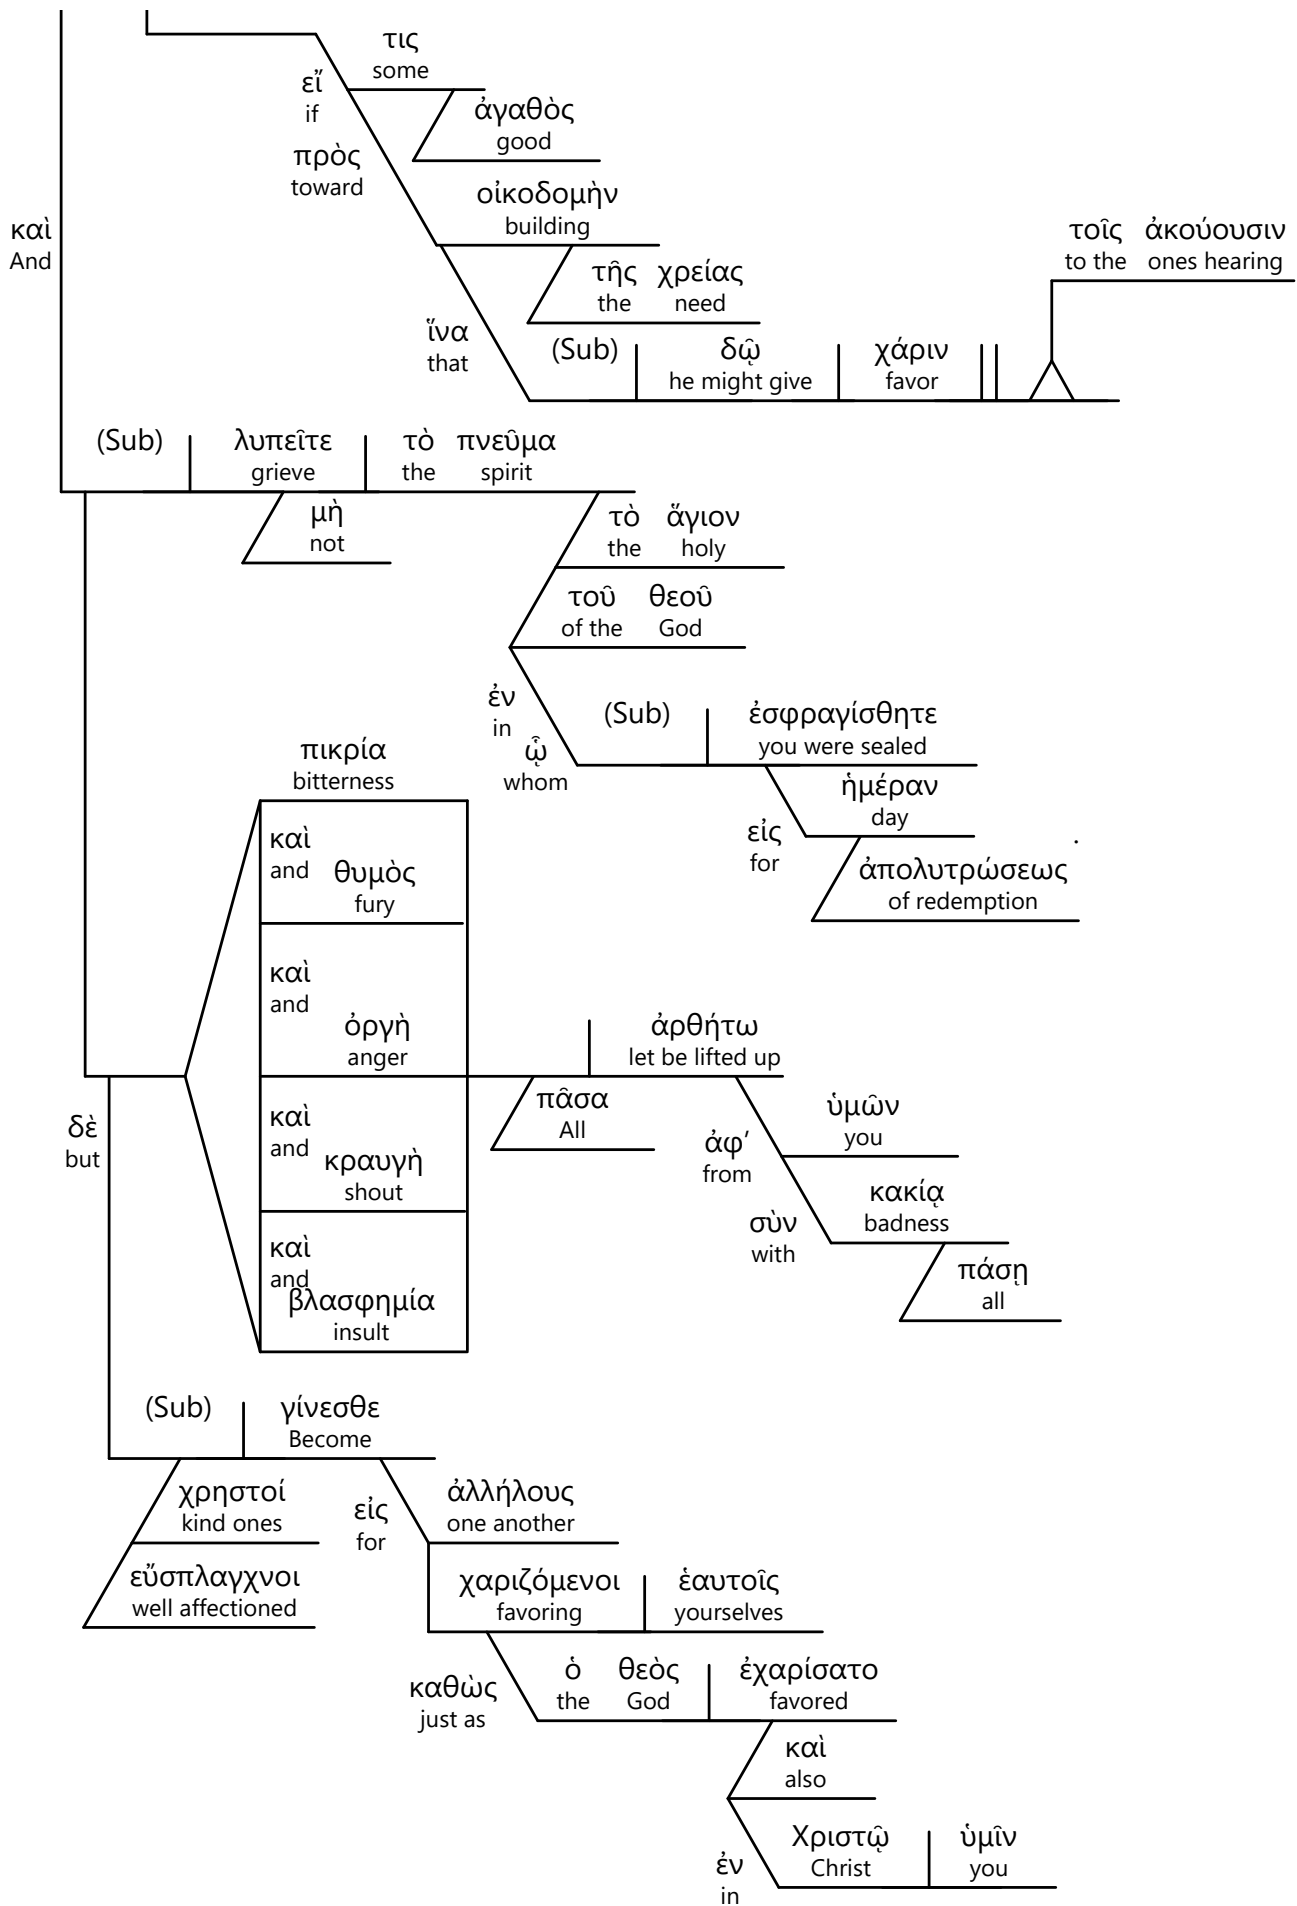 τις
some
εἴ
if
ἀγαθὸς
good
πρὸς
toward
οἰκοδομὴν
building
καὶ
And
τοῖς ἀκούουσιν
to the ones hearing
τῆς χρείας
the need
ἵνα
that
(Sub) δῷ χάριν
he might give favor
(Sub) λυπεῖτε τὸ πνεῦμα
grieve the spirit
μὴ
not
τὸ ἅγιον
the holy
τοῦ θεοῦ
of the God
ἐν
in
(Sub) ἐσφραγίσθητε
you were sealed
ᾧ
whom
πικρία
bitterness
ἡμέραν
day
εἰς
for
.
καὶ
and
θυμὸς
fury
ἀπολυτρώσεως
of redemption
καὶ
and
ὀργὴ
anger
ἀρθήτω
let be lifted up
πᾶσα
All
δὲ
but
καὶ
and
κραυγὴ
shout
ὑμῶν
you
ἀφ’
from
κακίᾳ
badness
σὺν
with
καὶ
and
βλασφημία
insult
πάσῃ
all
(Sub) γίνεσθε
Become
χρηστοί
kind ones
εἰς
for
ἀλλήλους
one another
εὔσπλαγχνοι
well affectioned
χαριζόμενοι ἑαυτοῖς
favoring yourselves
καθὼς
just as
ὁ θεὸς ἐχαρίσατο
the God favored
καὶ
also
Χριστῷ ὑμῖν
Christ you
ἐν
in